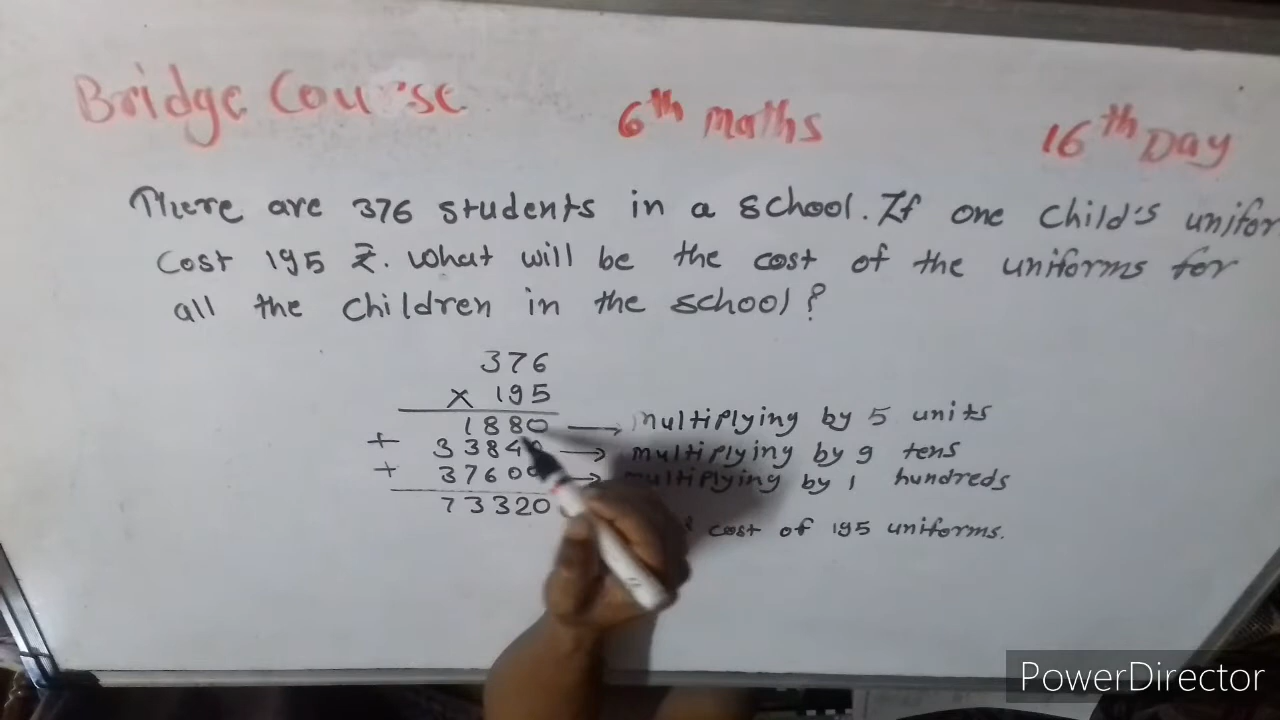 Bridge Course 6th maths 16th Day
There are 376 students in a school. If one child's unifor
cost 195 ₹. what will be the cost of the uniforms for
all the children in the school?
376
× 195
1880 → multiplying by 5 units
+ 33840 → multiplying by 9 tens
+ 37600 → multiplying by 1 hundreds
73320
cost of 195 uniforms.
PowerDirector